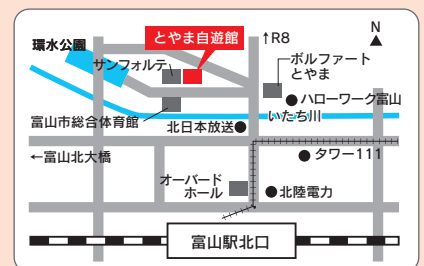 とやま自遊館
↑R8
N
環水公園
サンフォルテ
ボルファート
とやま
ハローワーク富山
いたち川
富山市総合体育館
北日本放送
←富山北大橋
タワー111
オーバード
ホール
北陸電力
富山駅北口